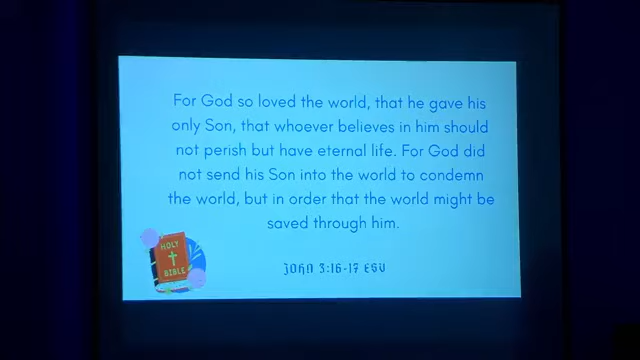 For God so loved the world, that he gave his
only Son, that whoever believes in him should
not perish but have eternal life. For God did
not send his Son into the world to condemn
the world, but in order that the world might be
saved through him.
HOLY
BIBLE
JOHN 3:16-17 ESV